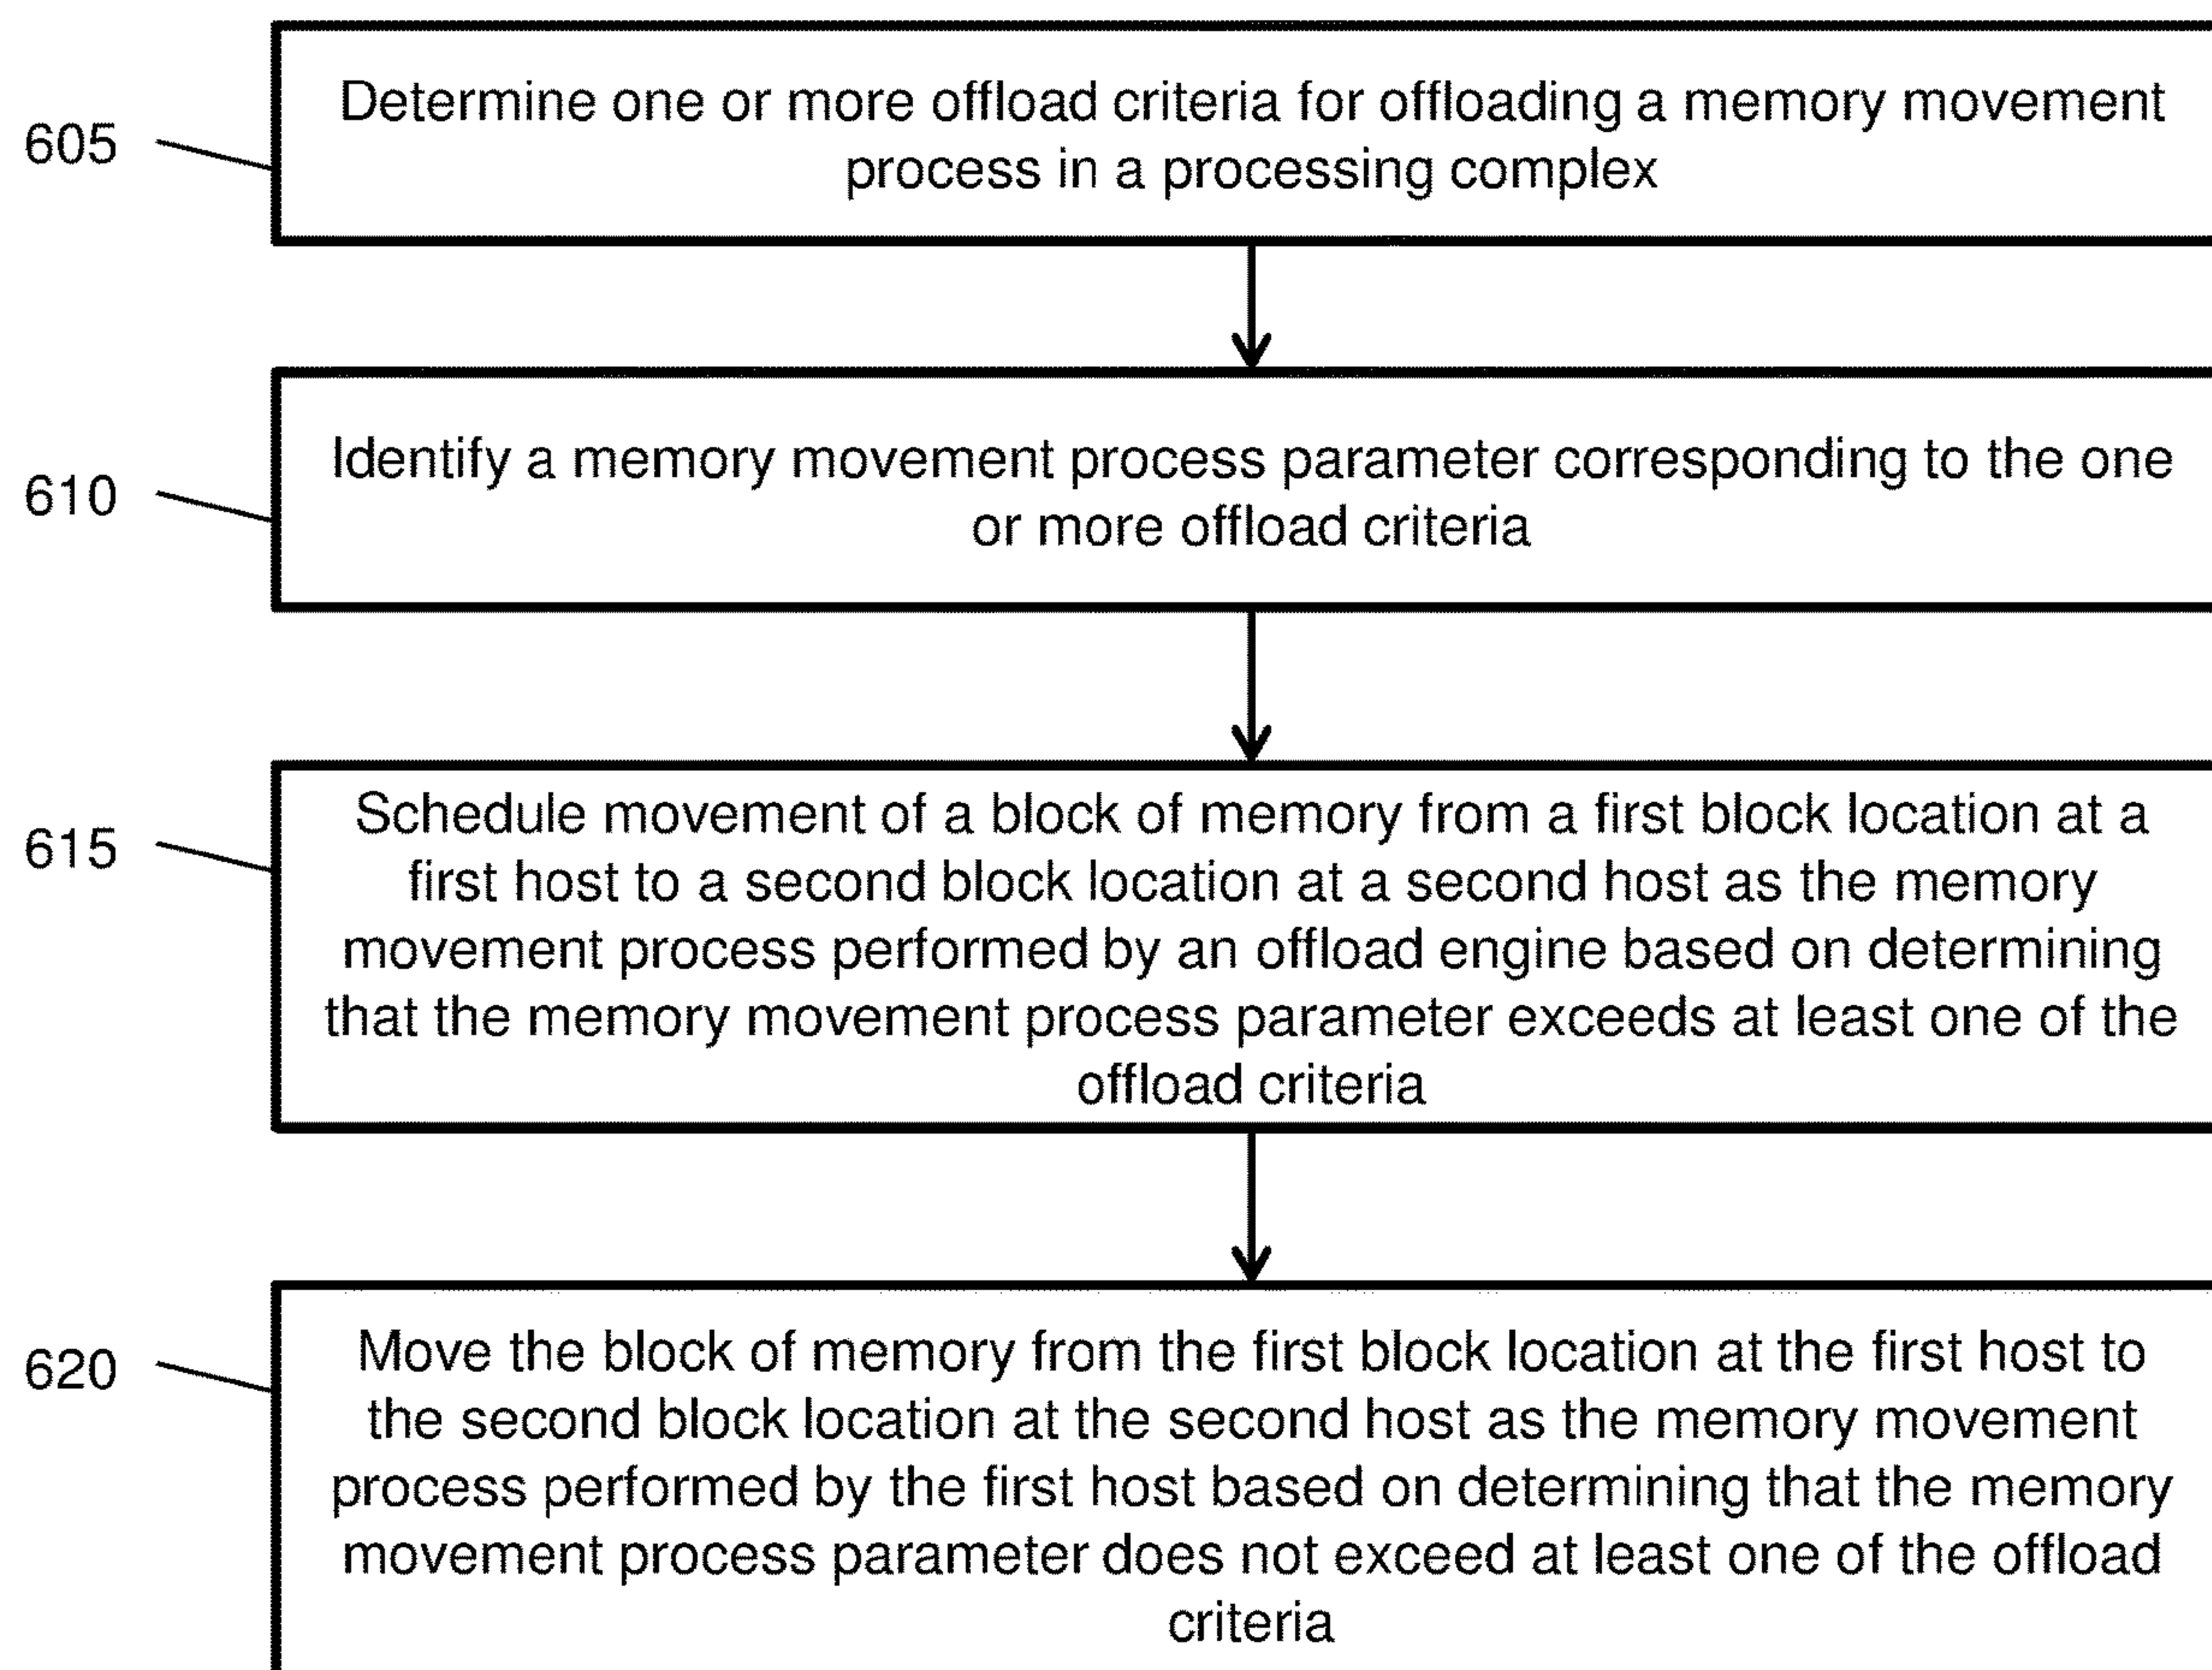 605
Determine one or more offload criteria for offloading a memory movement
process in a processing complex
610
Identify a memory movement process parameter corresponding to the one
or more offload criteria
615
Schedule movement of a block of memory from a first block location at a
first host to a second block location at a second host as the memory
movement process performed by an offload engine based on determining
that the memory movement process parameter exceeds at least one of the
offload criteria
620
Move the block of memory from the first block location at the first host to
the second block location at the second host as the memory movement
process performed by the first host based on determining that the memory
movement process parameter does not exceed at least one of the offload
criteria